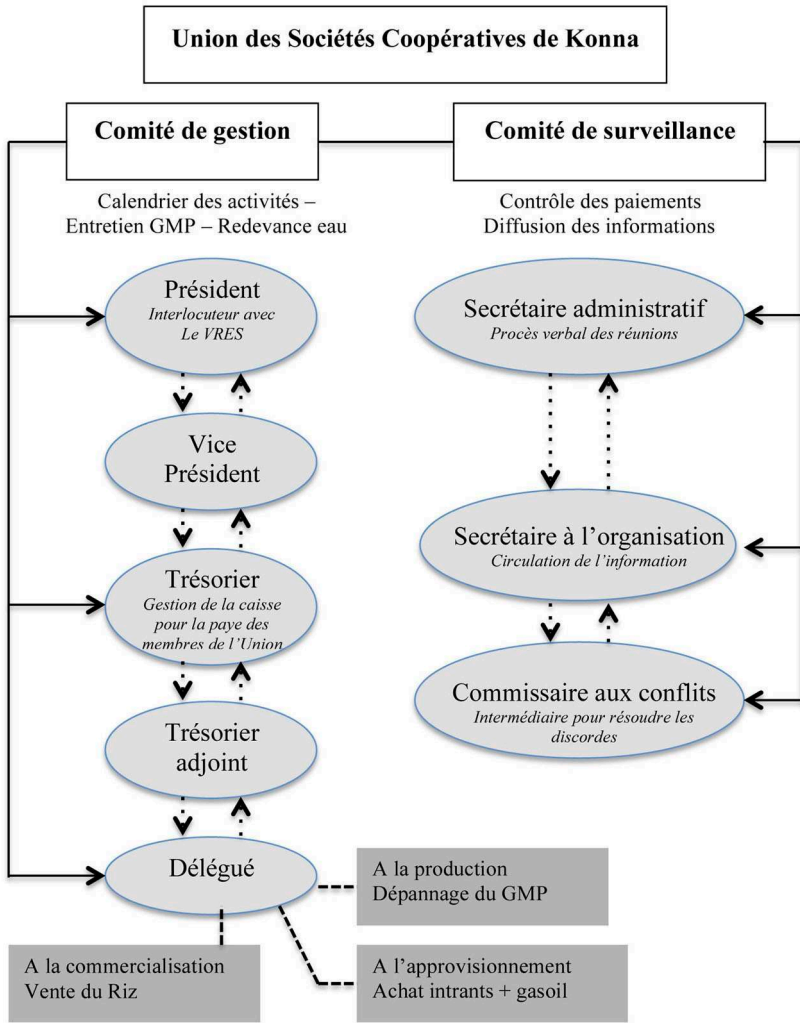 Union des Sociétés Coopératives de Konna
Comité de gestion
Calendrier des activités –
Entretien GMP – Redevance eau
Président
Interlocuteur avec
Le VRES
Vice
Président
Trésorier
Gestion de la caisse
pour la paye des
membres de l’Union
Trésorier
adjoint
Délégué
A la production
Dépannage du GMP
A la commercialisation
Vente du Riz
A l’approvisionnement
Achat intrants + gasoil
Comité de surveillance
Contrôle des paiements
Diffusion des informations
Secrétaire administratif
Procès verbal des réunions
Secrétaire à l’organisation
Circulation de l’information
Commissaire aux conflits
Intermédiaire pour résoudre les
discordes